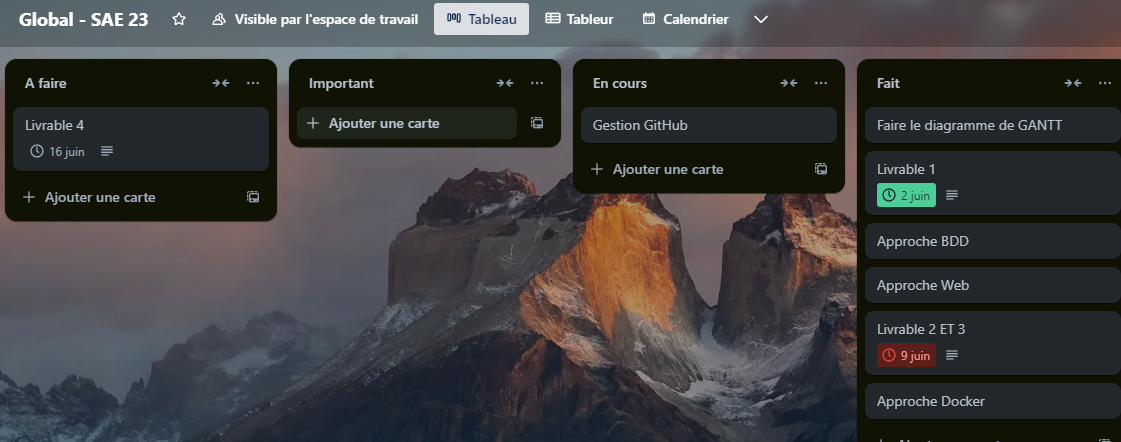 Global - SAE 23
Visible par l'espace de travail
Tableau
Tableur
Calendrier
A faire
Livrable 4
16 juin
Ajouter une carte
Important
Ajouter une carte
En cours
Gestion GitHub
Ajouter une carte
Fait
Faire le diagramme de GANTT
Livrable 1
2 juin
Approche BDD
Approche Web
Livrable 2 ET 3
9 juin
Approche Docker